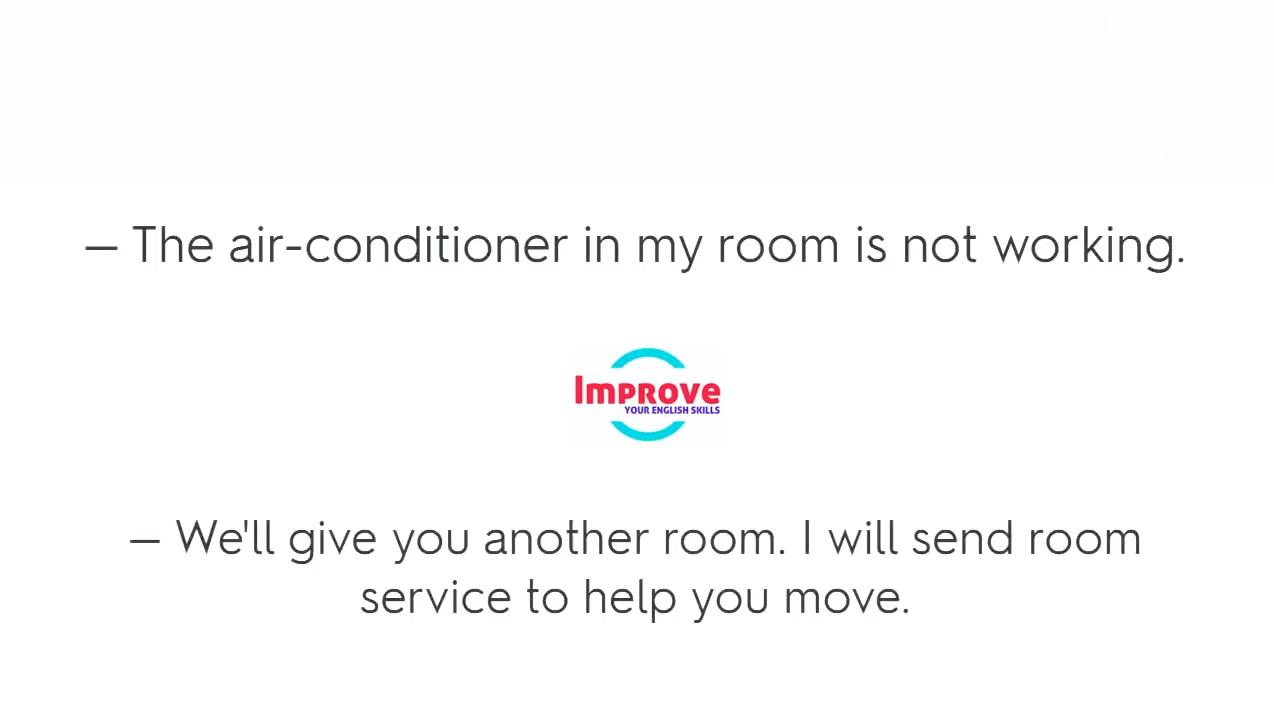 — The air-conditioner in my room is not working.
Improve
YOUR ENGLISH SKILLS
— We'll give you another room. I will send room
service to help you move.